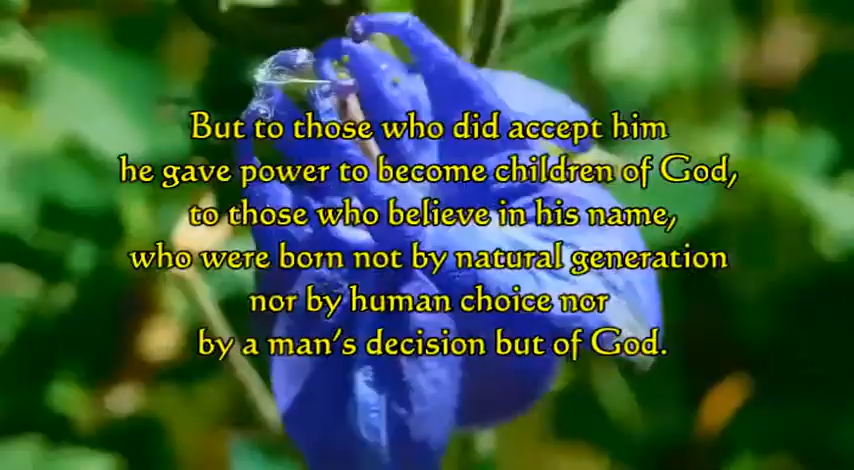 But to those who did accept him
he gave power to become children of God,
to those who believe in his name,
who were born not by natural generation
nor by human choice nor
by a man's decision but of God.